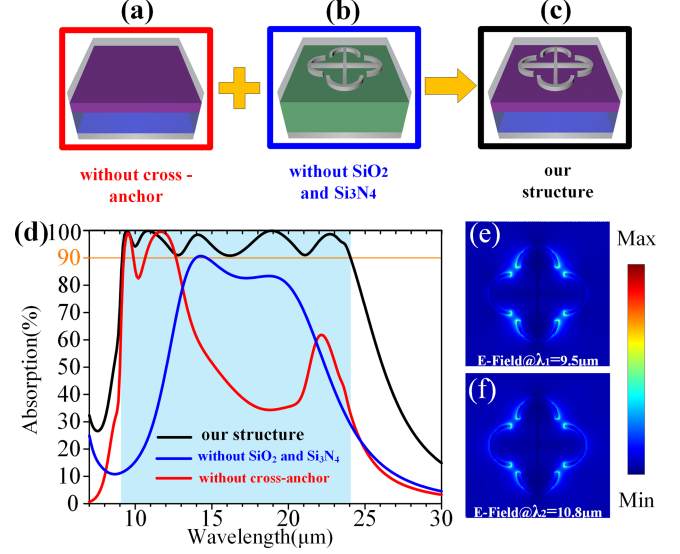 (a)
(b)
(c)
without cross -
anchor
without SiO₂
and Si₃N₄
our
structure
(d)
100
90
80
70
60
50
40
30
20
10
0
Absorption(%)
our structure
without SiO₂ and Si₃N₄
without cross-anchor
10
15
20
25
30
Wavelength(μm)
(e)
E-Field@λ₁=9.5μm
(f)
E-Field@λ₂=10.8μm
Max
Min